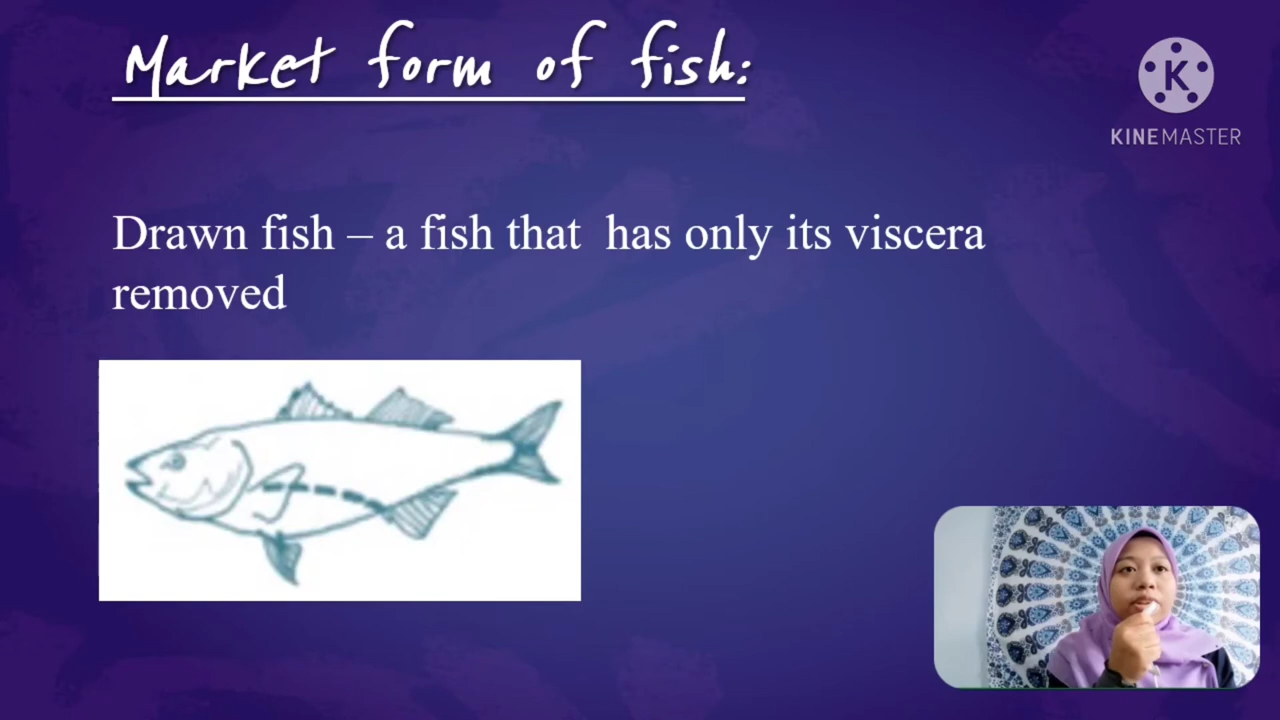 Market form of fish:
K
KINEMASTER
Drawn fish – a fish that has only its viscera
removed